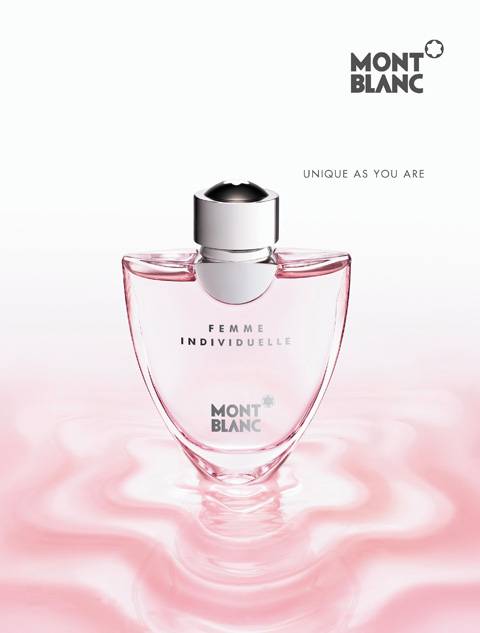 MONT
BLANC
UNIQUE AS YOU ARE
FEMME
INDIVIDUELLE
MONT
BLANC